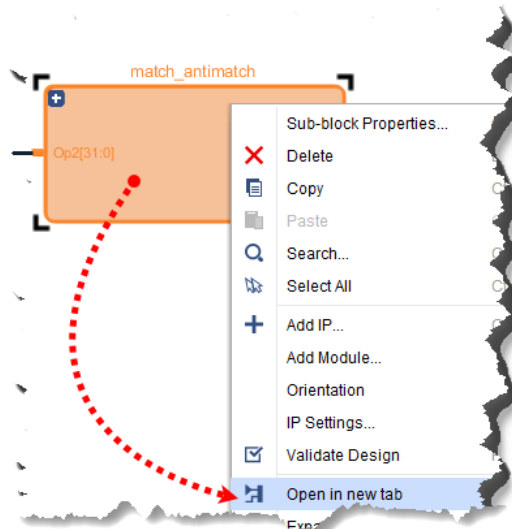 match_antimatch
Op2[31:0]
Sub-block Properties...
Delete
Copy
Paste
Search...
Select All
Add IP...
Add Module...
Orientation
IP Settings...
Validate Design
Open in new tab